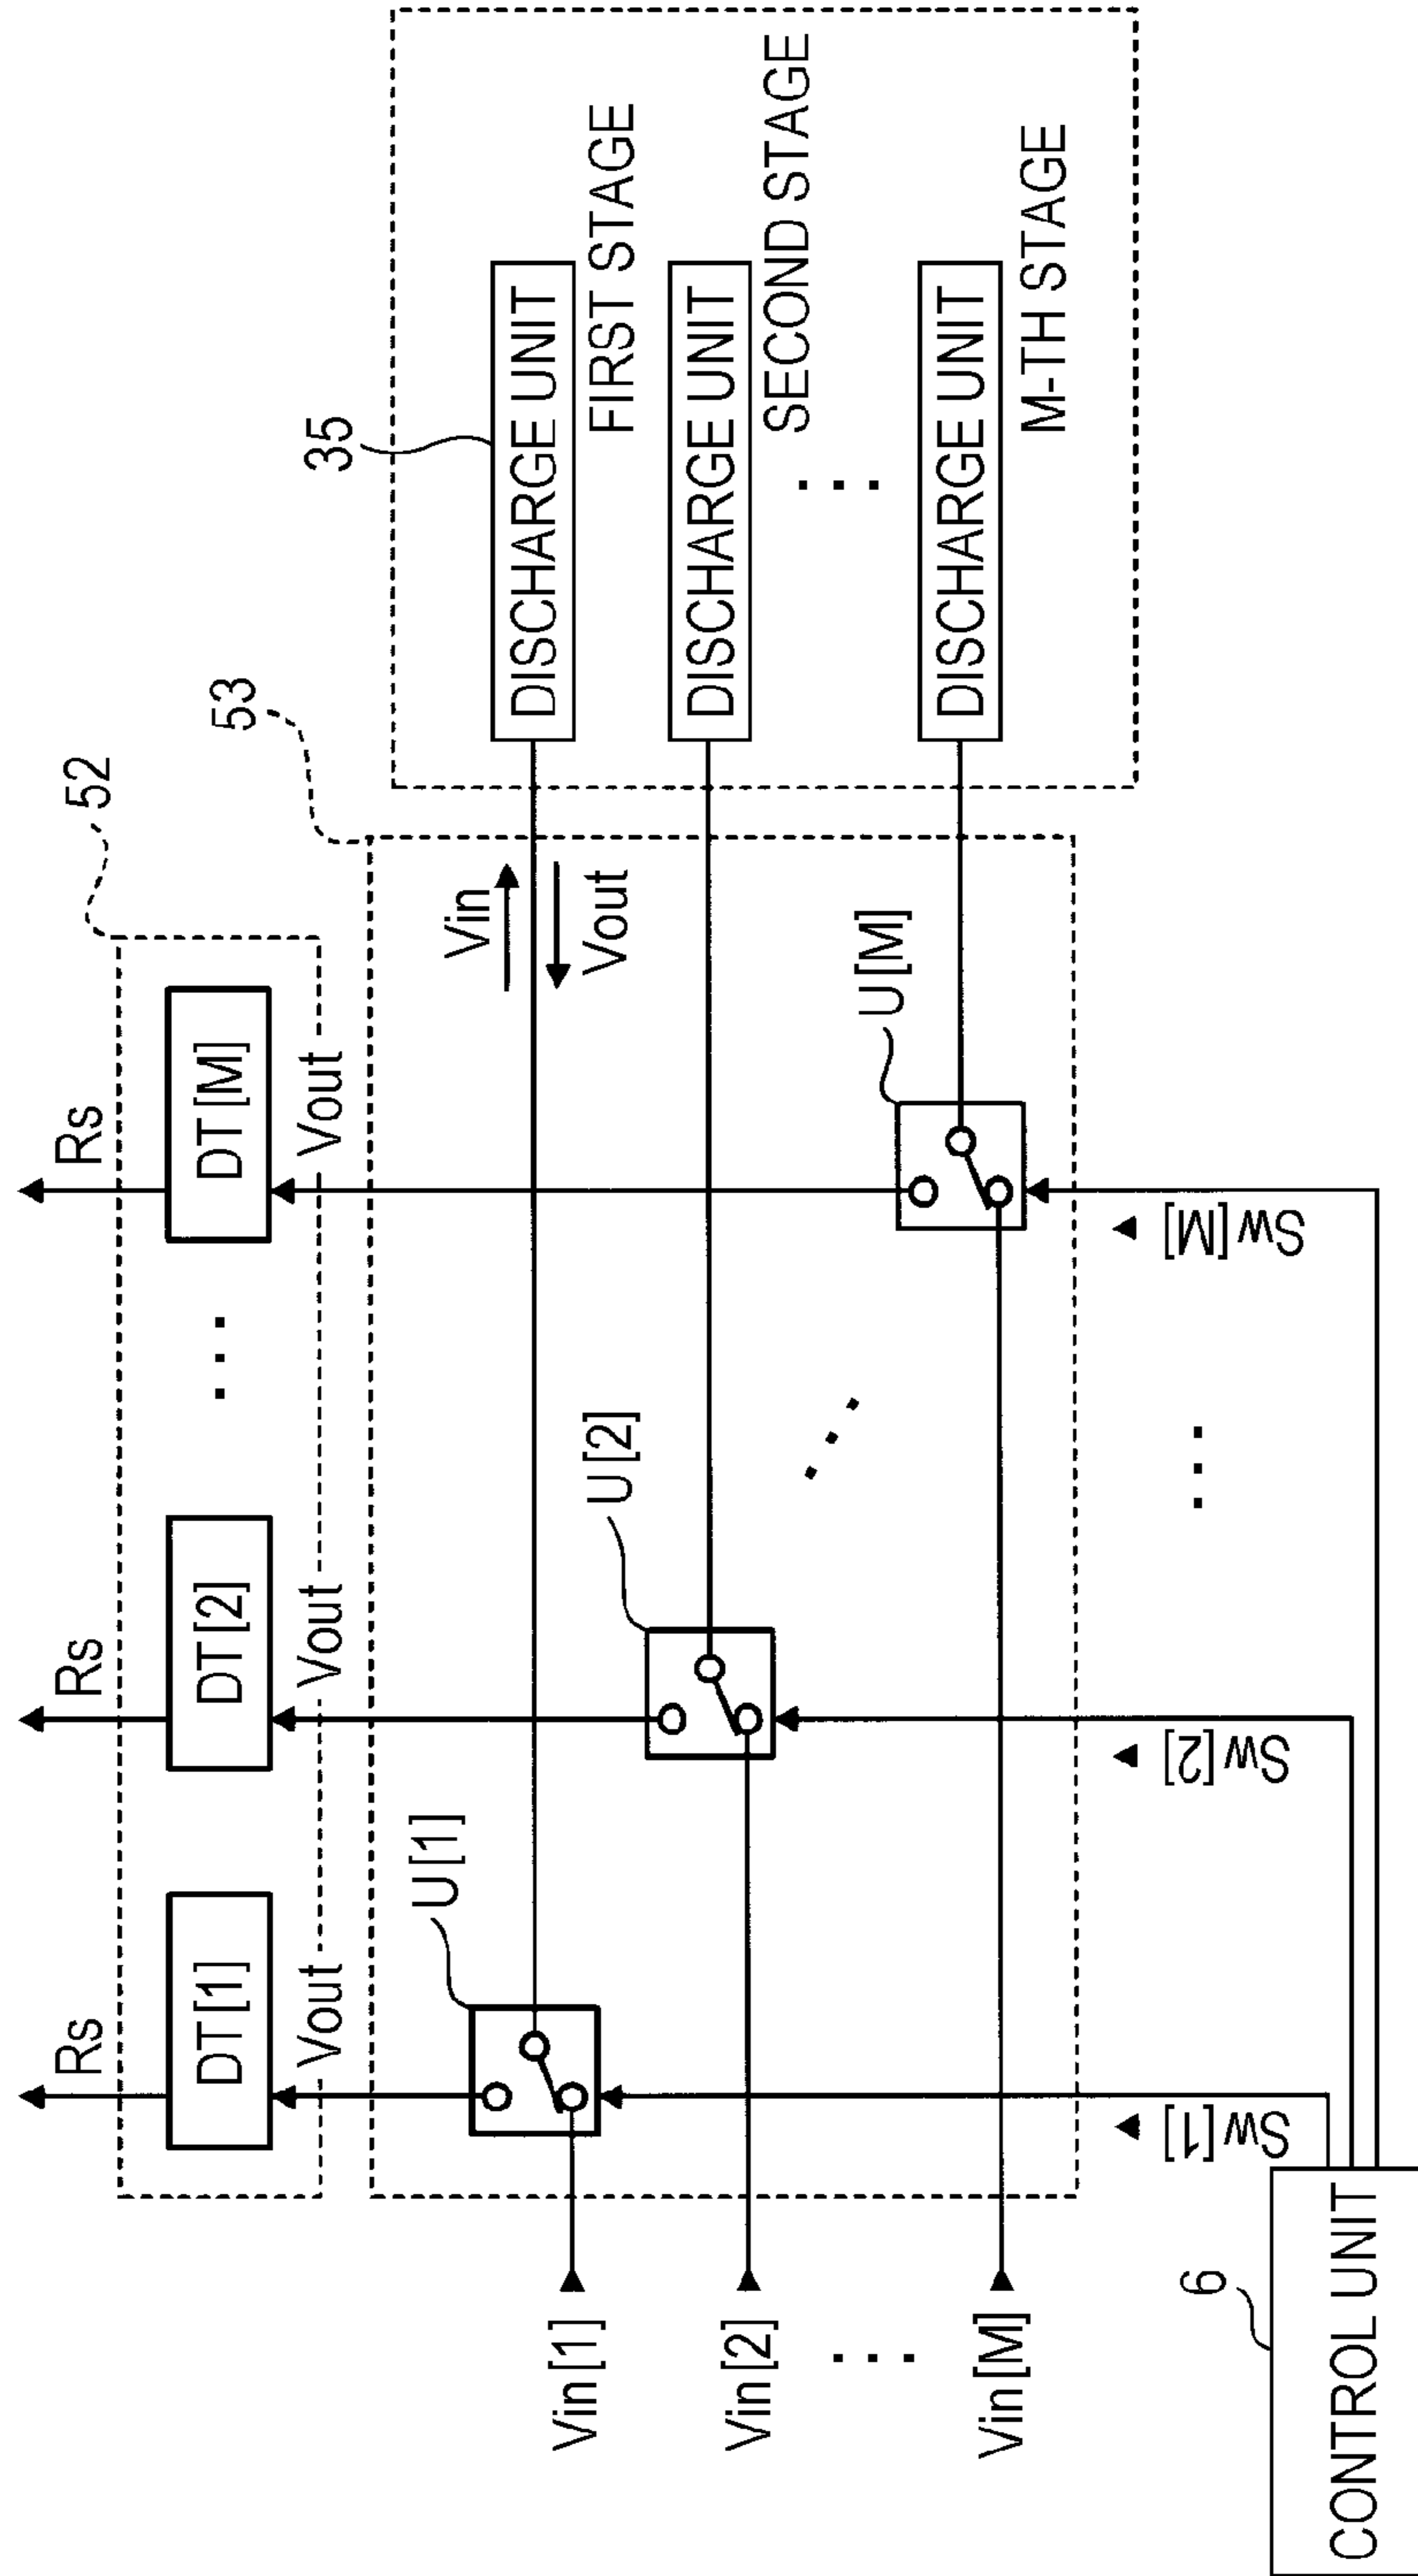 52
53
35
Rs
Rs
Rs
DT[1]
DT[2]
...
DT[M]
Vout
Vout
Vout
Vin
Vout
U[1]
U[2]
U[M]
DISCHARGE UNIT
FIRST STAGE
DISCHARGE UNIT
SECOND STAGE
...
DISCHARGE UNIT
M-TH STAGE
Vin[1]
Vin[2]
...
Vin[M]
Sw[1]
Sw[2]
...
Sw[M]
6
CONTROL UNIT